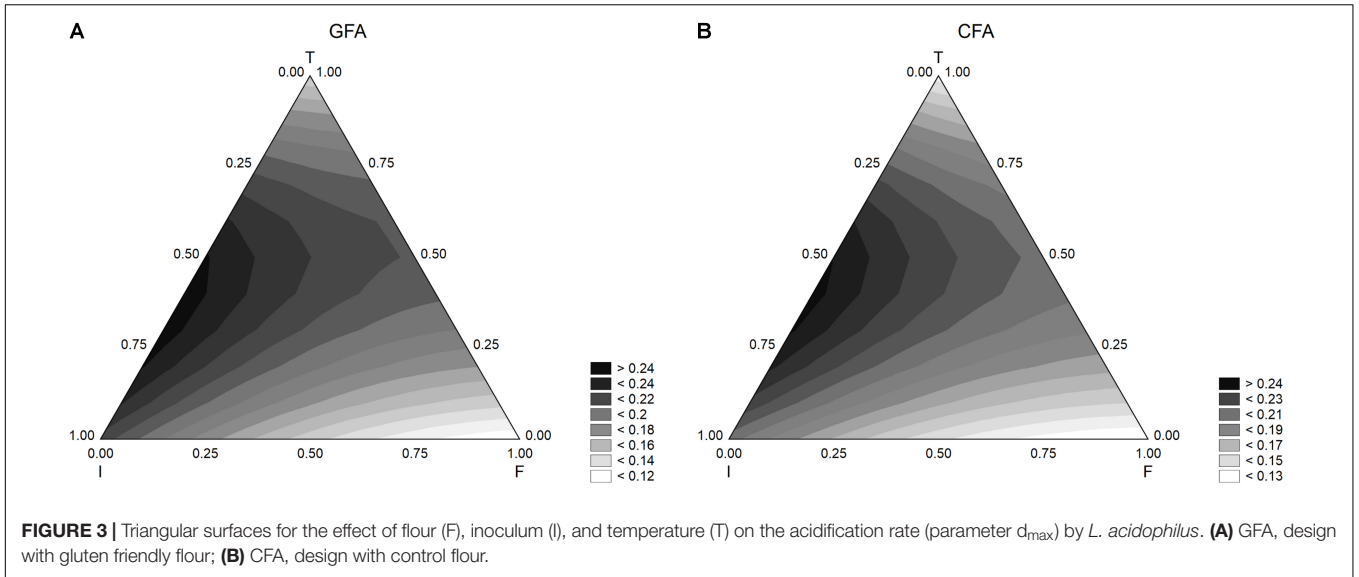 A
GFA
T
0.00 1.00
0.25 0.75
0.50 0.50
0.75 0.25
1.00 0.00
0.00 0.25 0.50 0.75 1.00
I F
> 0.24
< 0.24
< 0.22
< 0.2
< 0.18
< 0.16
< 0.14
< 0.12
B
CFA
T
0.00 1.00
0.25 0.75
0.50 0.50
0.75 0.25
1.00 0.00
0.00 0.25 0.50 0.75 1.00
I F
> 0.24
< 0.24
< 0.23
< 0.21
< 0.19
< 0.17
< 0.15
< 0.13
FIGURE 3 | Triangular surfaces for the effect of flour (F), inoculum (I), and temperature (T) on the acidification rate (parameter dmax) by L. acidophilus. (A) GFA, design
with gluten friendly flour; (B) CFA, design with control flour.